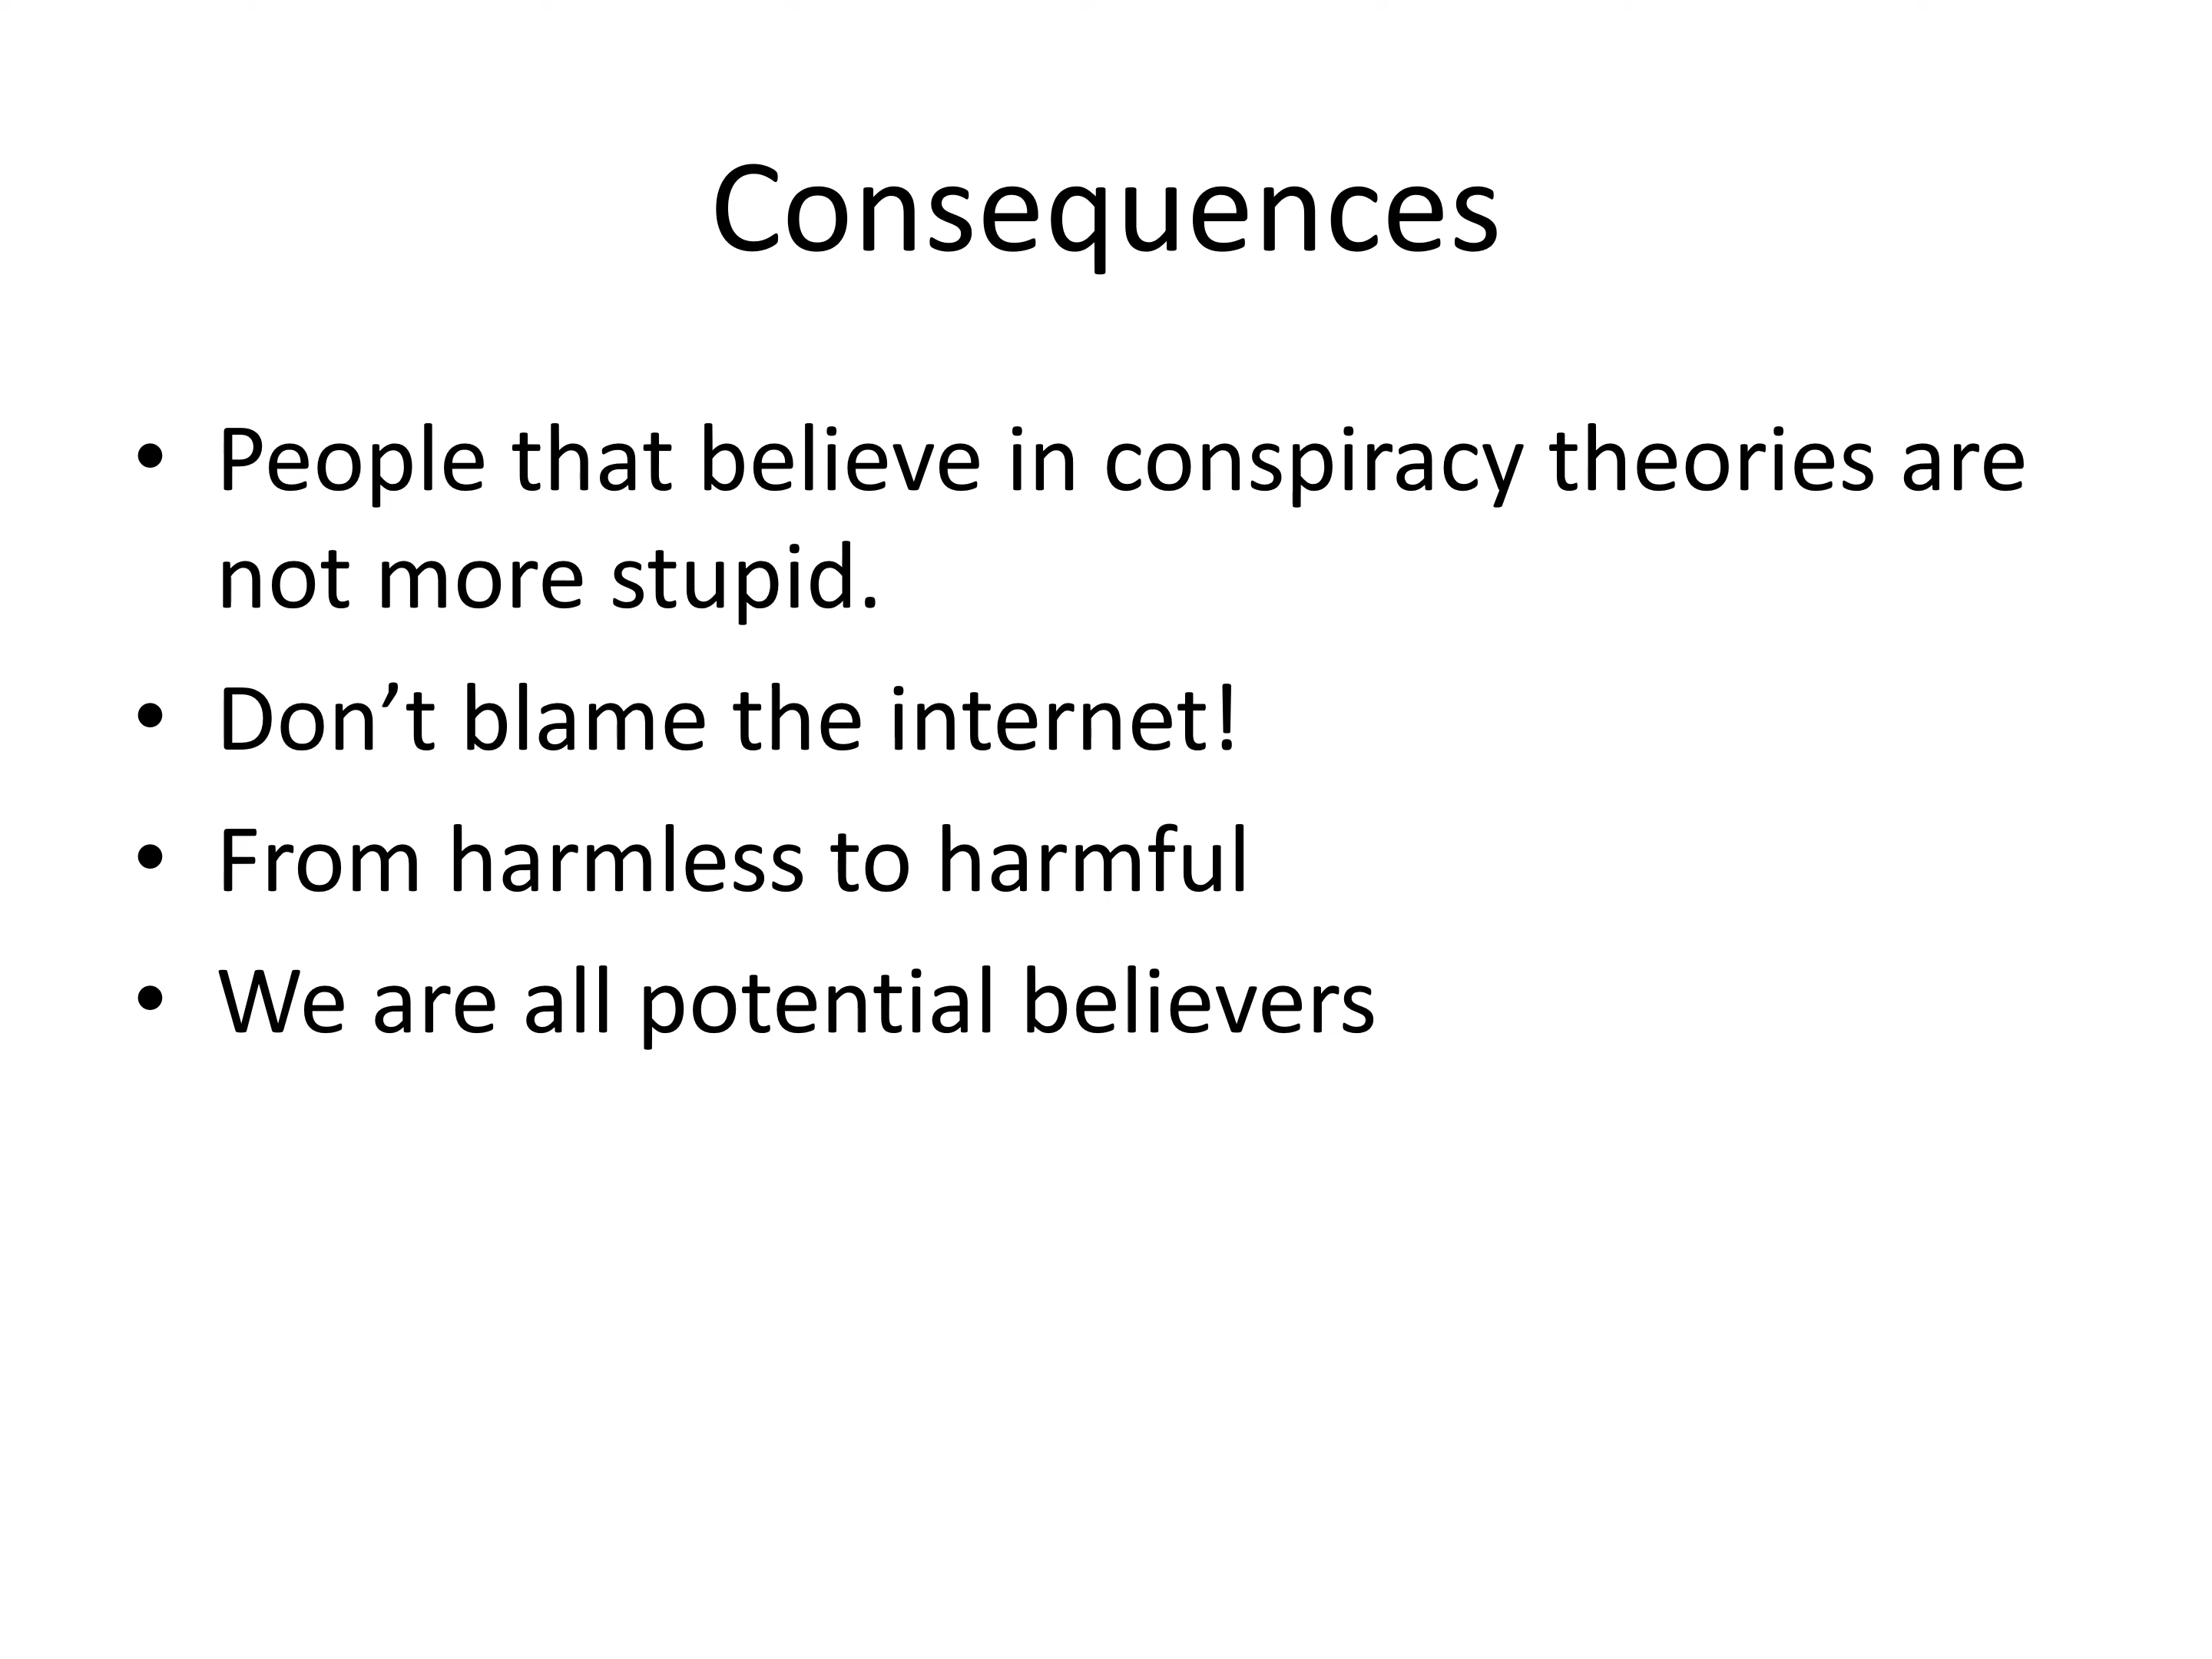 Consequences
• People that believe in conspiracy theories are
not more stupid.
• Don’t blame the internet!
• From harmless to harmful
• We are all potential believers